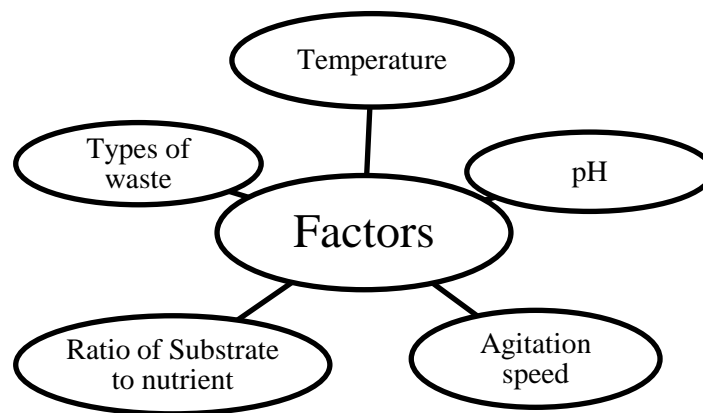 Temperature
Types of
waste
pH
Factors
Ratio of Substrate
to nutrient
Agitation
speed